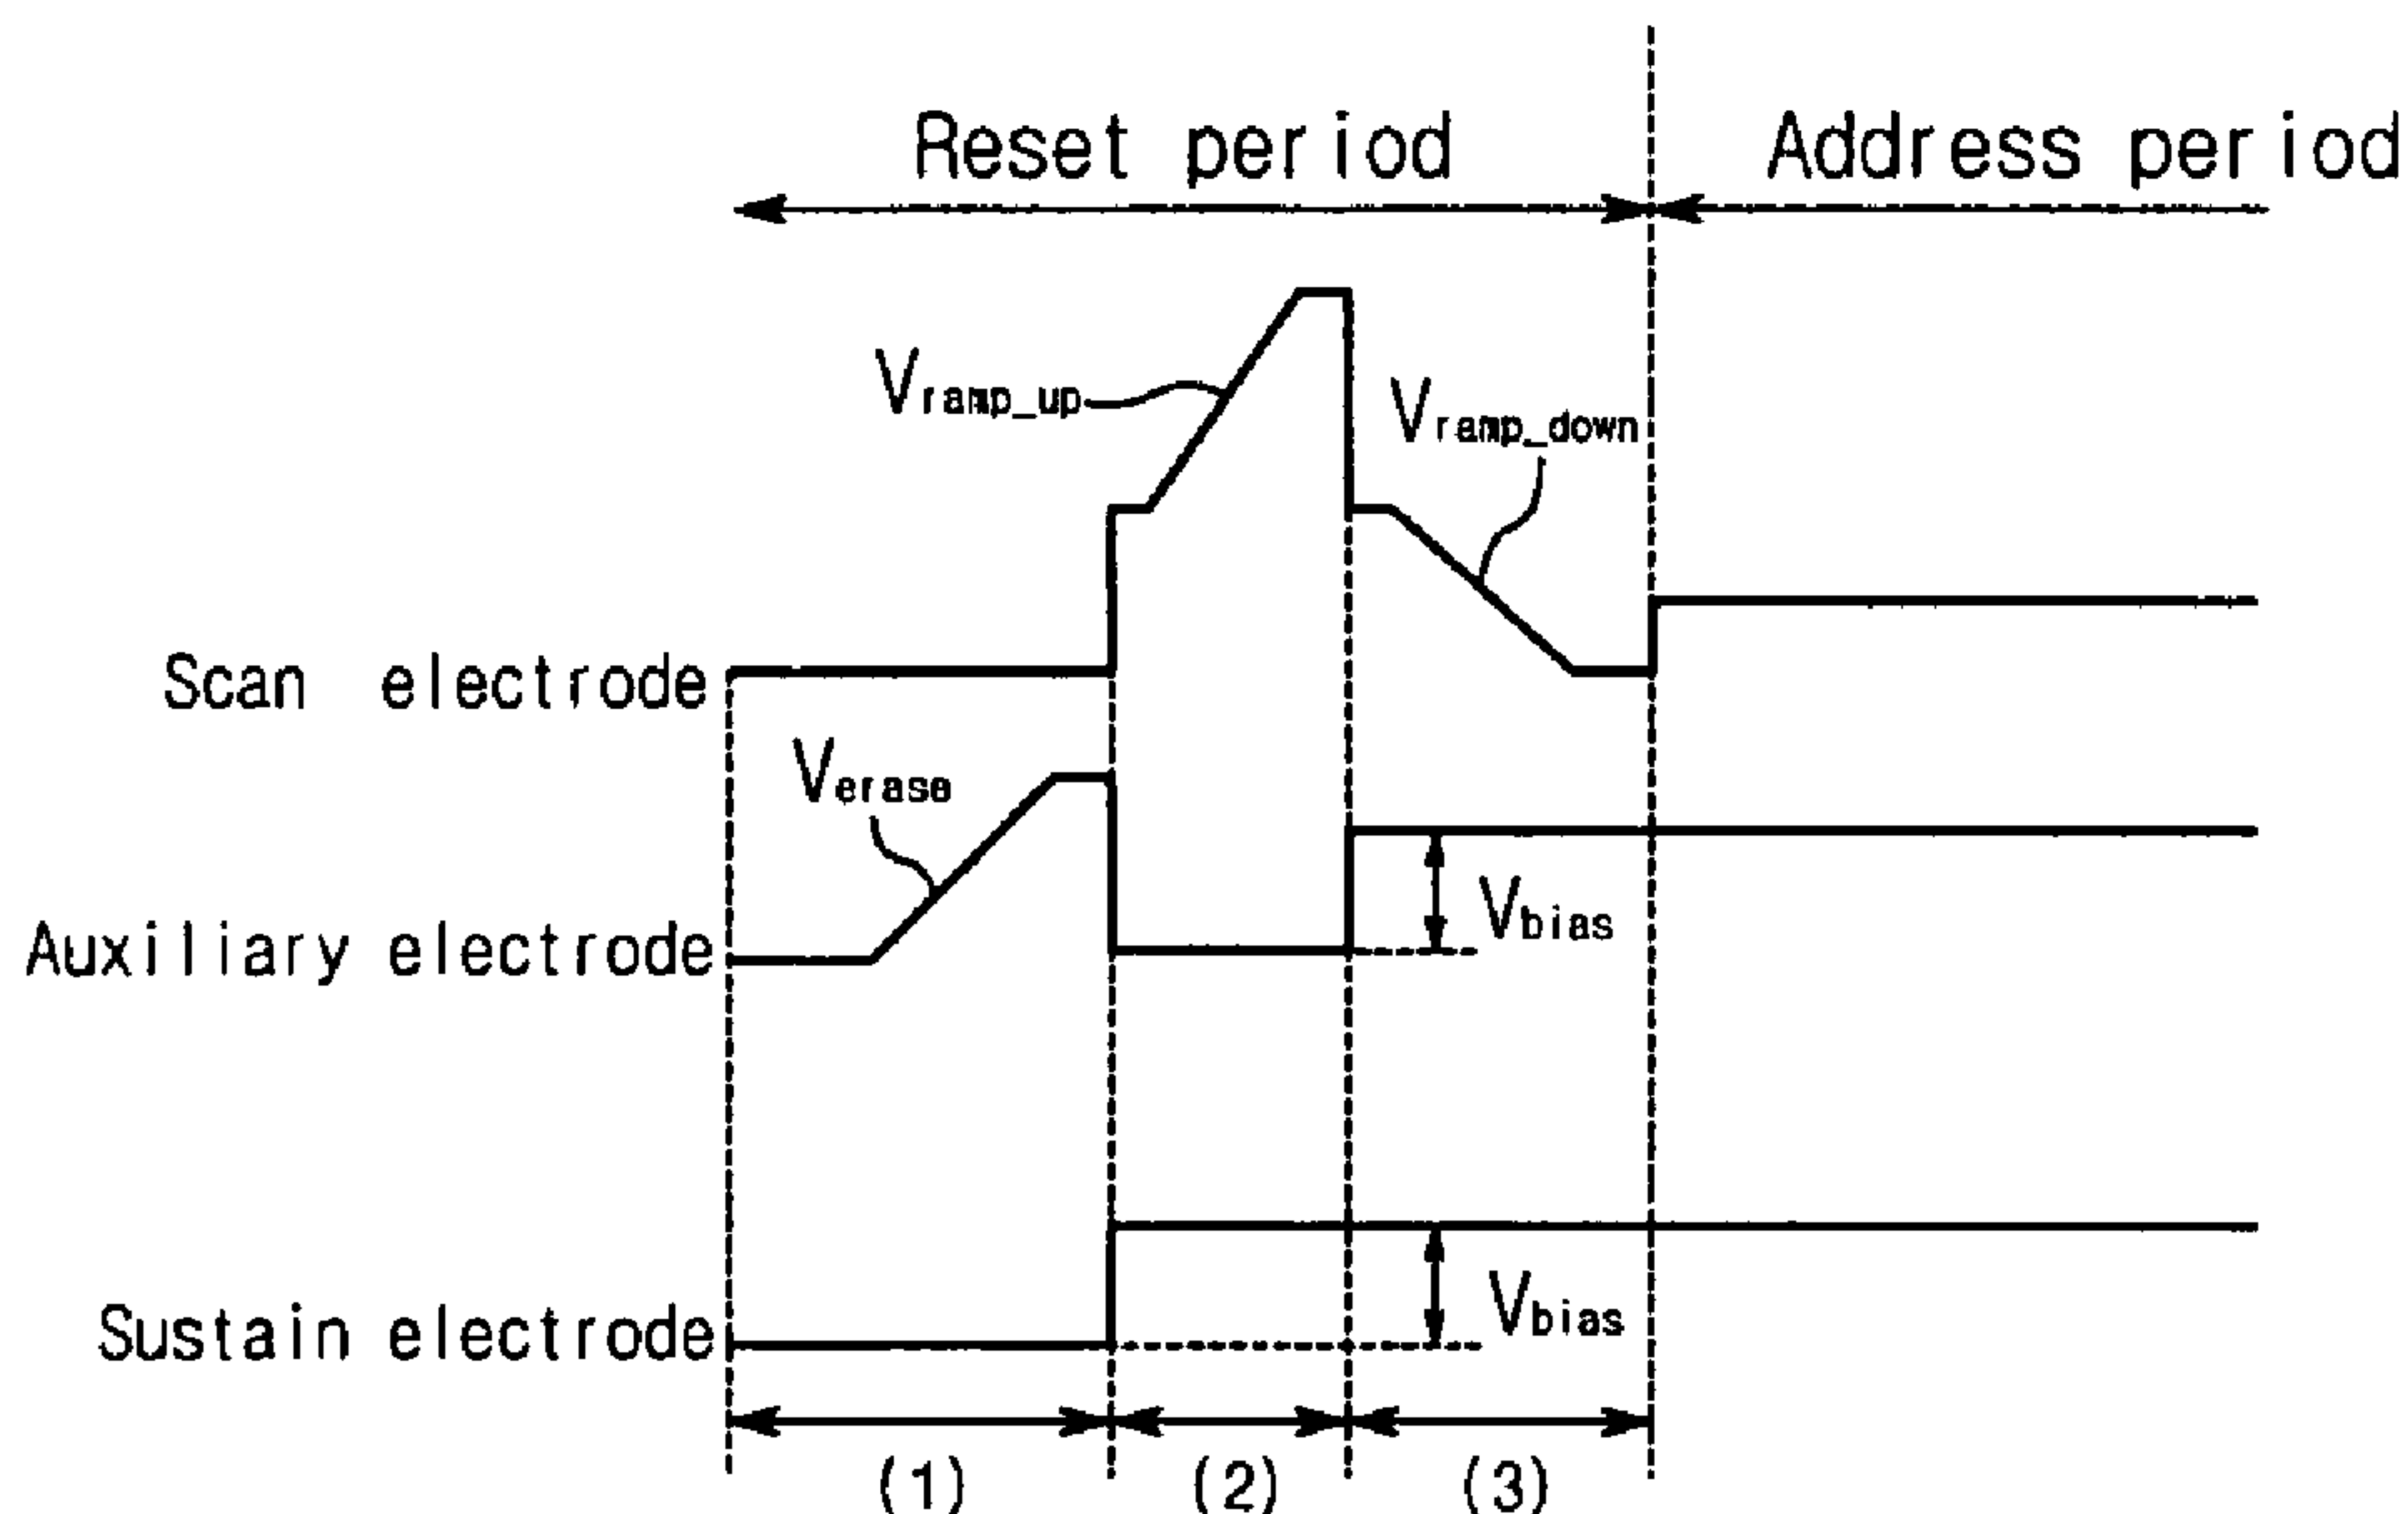 Reset period
Address period
Vramp_up
Vramp_down
Scan electrode
Verase
Auxiliary electrode
Vbias
Sustain electrode
Vbias
(1)
(2)
(3)